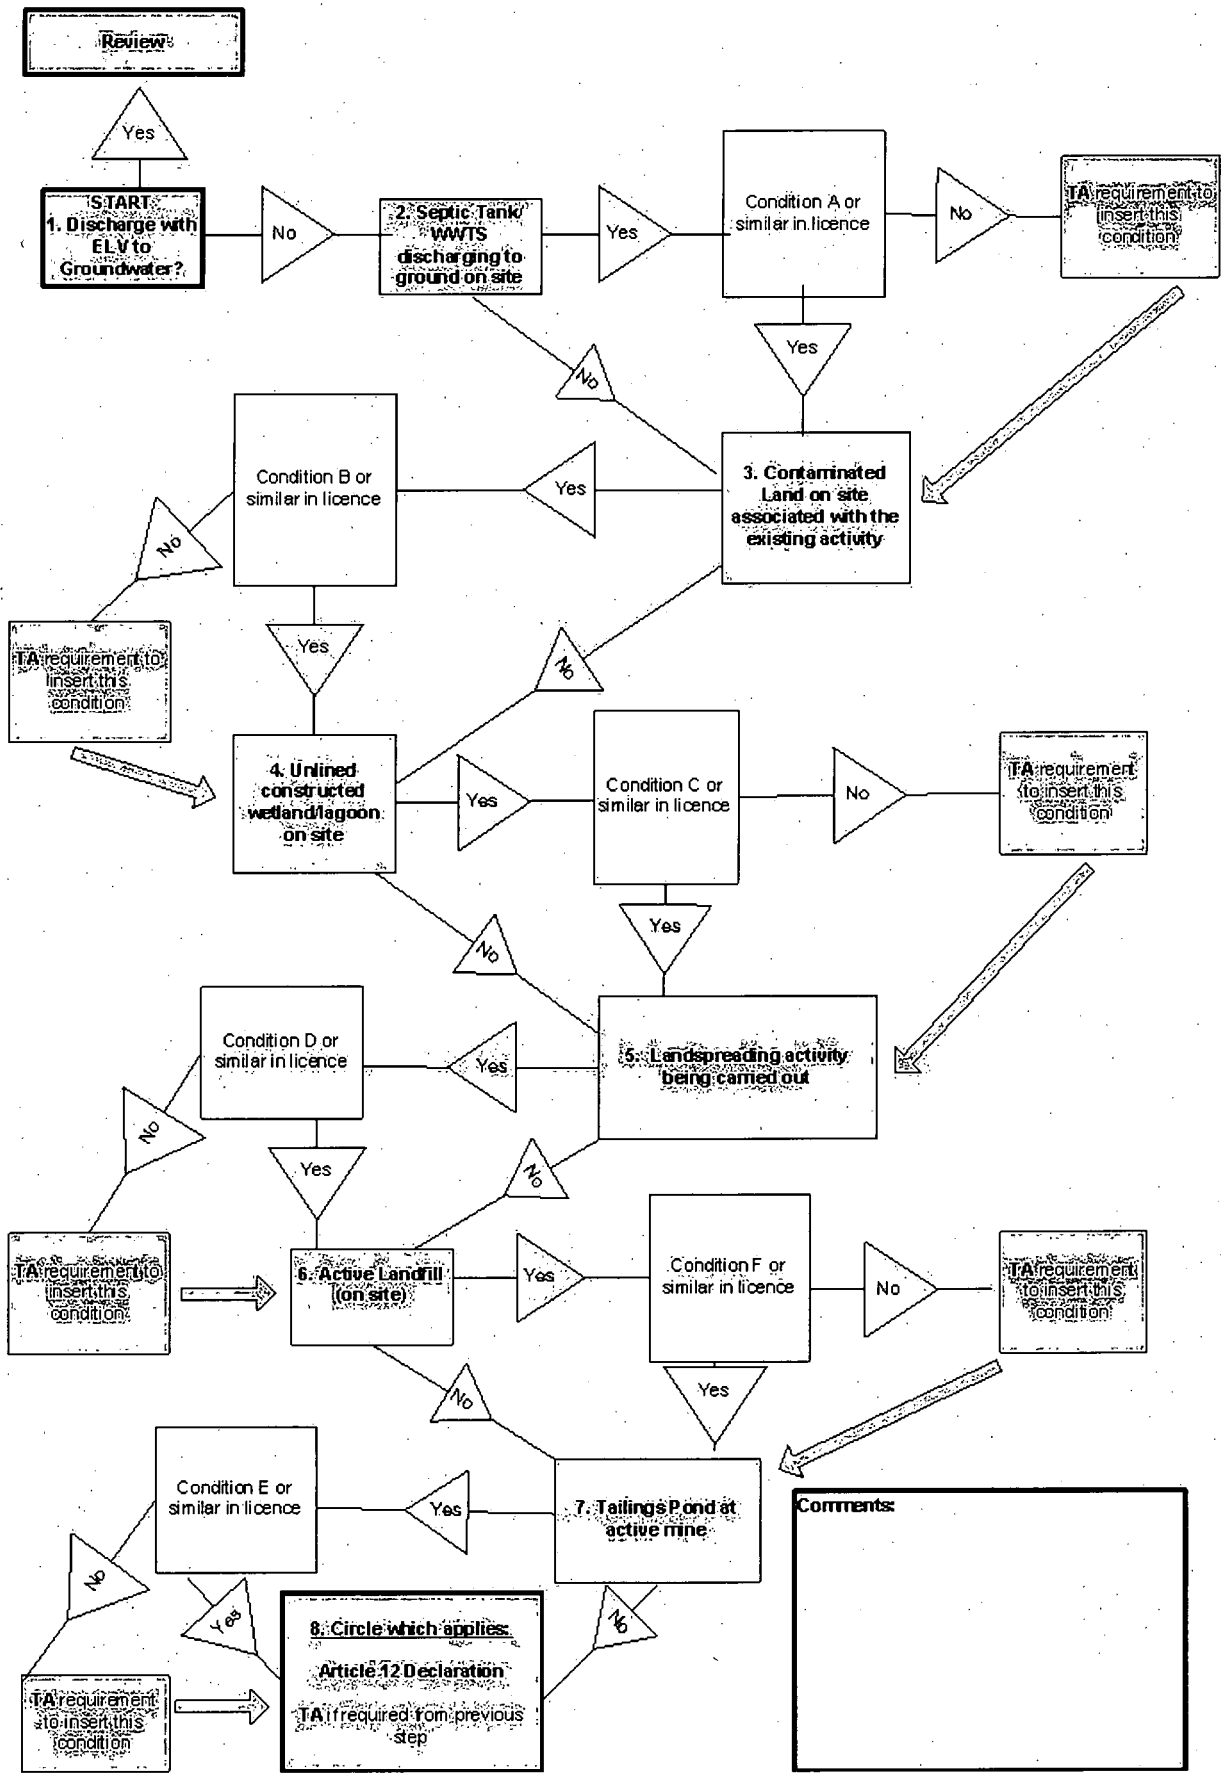 Review
Yes
START
1. Discharge with
ELV to
Groundwater?
No
2. Septic Tank/
WWTS
discharging to
ground on site
Yes
Condition A or
similar in licence
No
TA requirement to
insert this
condition
Yes
No
3. Contaminated
Land on site
associated with the
existing activity
Yes
Condition B or
similar in licence
No
TA requirement to
insert this
condition
Yes
No
4. Unlined
constructed
wetland/lagoon
on site
Yes
Condition C or
similar in licence
No
TA requirement
to insert this
condition
Yes
No
5. Landspreading activity
being carried out
Yes
Condition D or
similar in licence
No
TA requirement to
insert this
condition
Yes
No
6. Active Landfill
(on site)
Yes
Condition F or
similar in licence
No
TA requirement
to insert this
condition
Yes
No
7. Tailings Pond at
active mine
Yes
Condition E or
similar in licence
No
TA requirement
to insert this
condition
Yes
No
8. Circle which applies:
Article 12 Declaration
TA if required from previous
step
Comments: